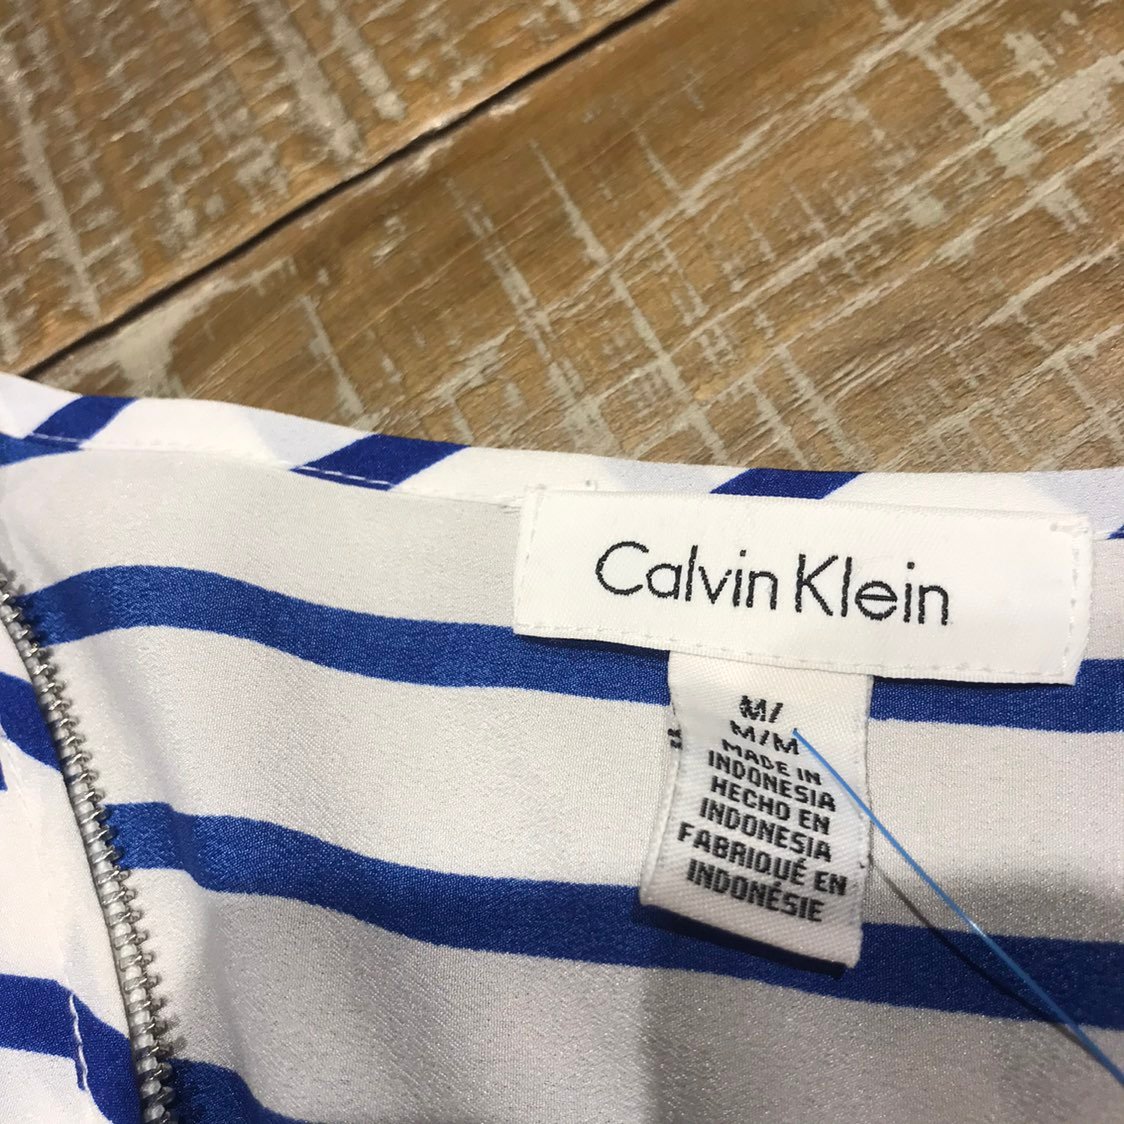 Calvin Klein
M/
M/M
MADE IN
INDONESIA
HECHO EN
INDONESIA
FABRIQUÉ EN
INDONÉSIE